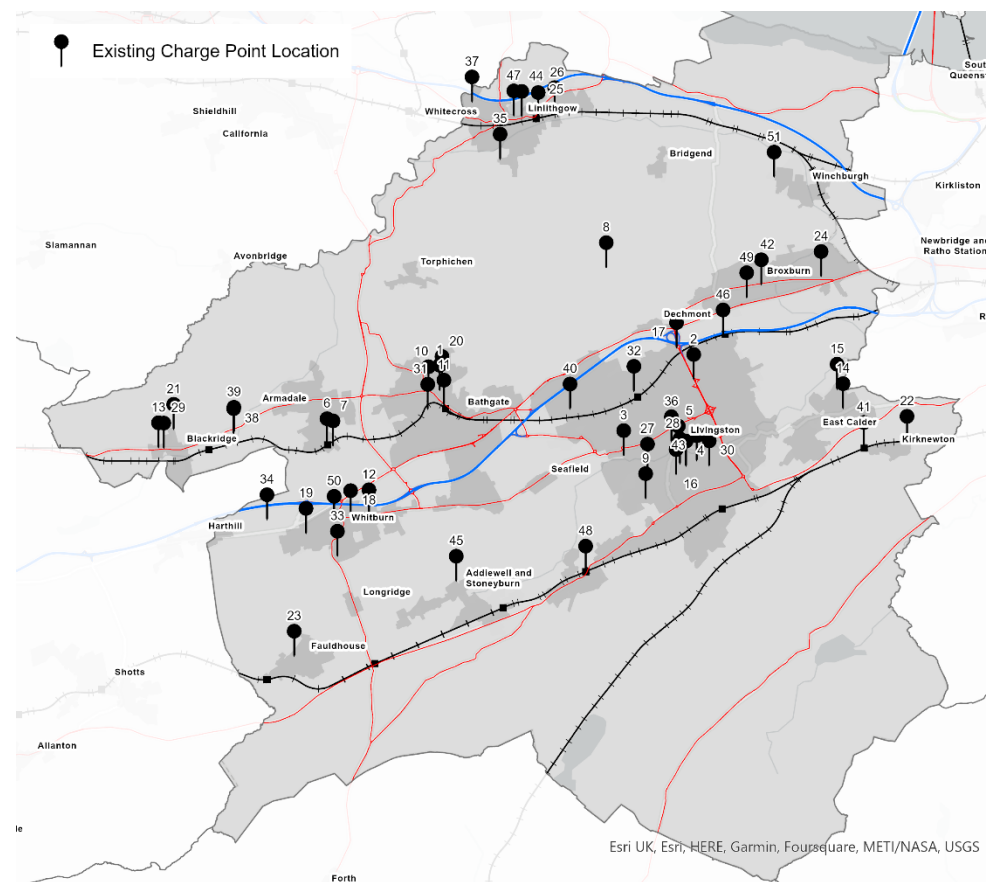 Existing Charge Point Location
37
47
44
26
25
Whitecross
Linlithgow
South
Queensf
Shieldhill
California
35
Bridgend
51
Winchburgh
Kirkliston
Slamannan
Avonbridge
Torphichen
8
24
42
49
Broxburn
Newbridge and
Ratho Station
46
Dechmont
17
2
R
10
1
20
31
11
32
40
15
14
21
13
29
39
38
Armadale
Blackridge
6
7
Bathgate
36
5
28
3
27
Livingston
43
4
30
9
16
Seafield
East Calder
41
22
Kirknewton
34
19
50
12
18
Whitburn
33
Harthill
45
48
Addiewell and
Stoneyburn
Longridge
23
Fauldhouse
Shotts
Allanton
le
Forth
Esri UK, Esri, HERE, Garmin, Foursquare, METI/NASA, USGS